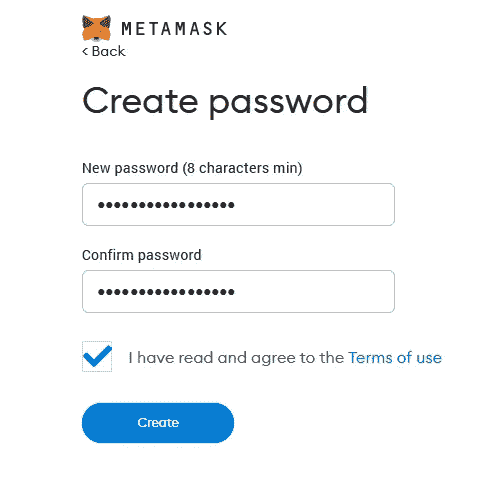 METAMASK
< Back
Create password
New password (8 characters min)
•••••••••••••••••
Confirm password
•••••••••••••••••
I have read and agree to the Terms of use
Create